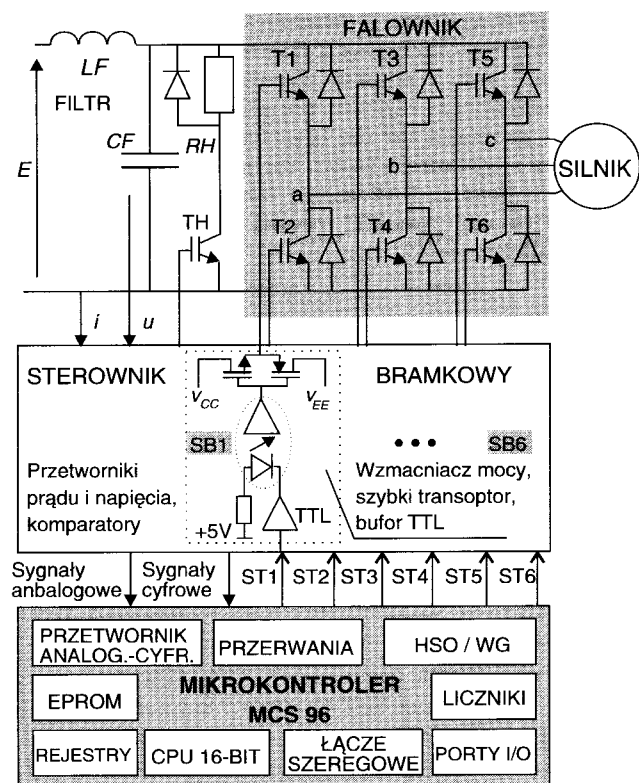 FALOWNIK
LF
FILTR
E
CF
RH
TH
T1
T3
T5
T2
T4
T6
a
b
c
SILNIK
i
u
STEROWNIK
BRAMKOWY
VCC
VEE
SB1
SB6
Przetworniki
prądu i napięcia,
komparatory
+5V
TTL
Wzmacniacz mocy,
szybki transoptor,
bufor TTL
Sygnały
anbalogowe
Sygnały
cyfrowe
ST1
ST2
ST3
ST4
ST5
ST6
PRZETWORNIK
ANALOG.-CYFR.
PRZERWANIA
HSO / WG
EPROM
MIKROKONTROLER
MCS 96
LICZNIKI
REJESTRY
CPU 16-BIT
ŁĄCZE
SZEREGOWE
PORTY I/O